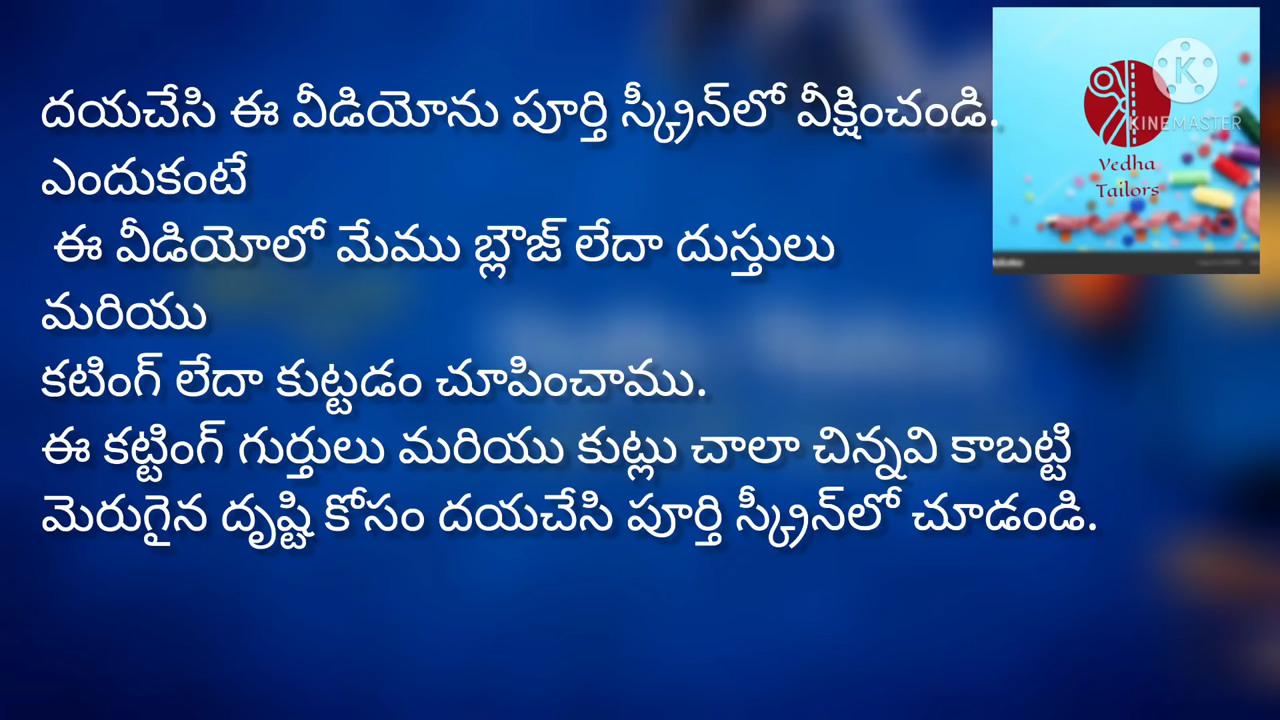 దయచేసి ఈ వీడియోను పూర్తి స్క్రీన్‌లో వీక్షించండి.
ఎందుకంటే
ఈ వీడియోలో మేము బ్లౌజ్ లేదా దుస్తులు
మరియు
కటింగ్ లేదా కుట్టడం చూపించాము.
ఈ కట్టింగ్ గుర్తులు మరియు కుట్లు చాలా చిన్నవి కాబట్టి
మెరుగైన దృష్టి కోసం దయచేసి పూర్తి స్క్రీన్‌లో చూడండి.
K
KINEMASTER
Vedha
Tailors